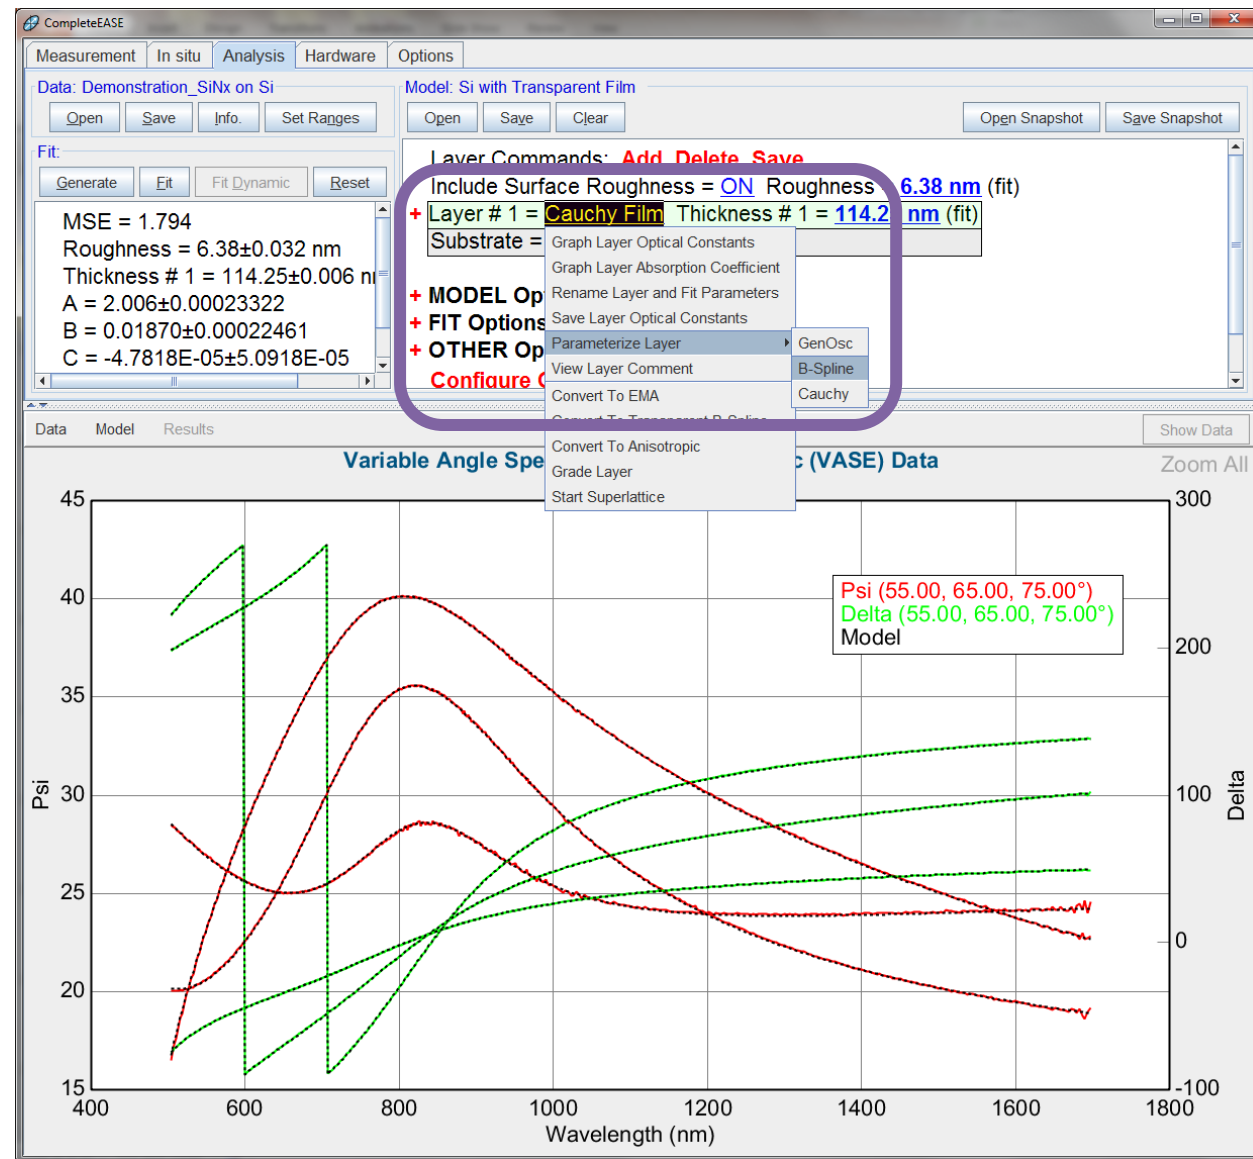 CompleteEASE
Measurement In situ Analysis Hardware Options
Data: Demonstration_SiNx on Si
Open Save Info. Set Ranges
Fit:
Generate Fit Fit Dynamic Reset
MSE = 1.794
Roughness = 6.38±0.032 nm
Thickness # 1 = 114.25±0.006 n
A = 2.006±0.00023322
B = 0.01870±0.00022461
C = -4.7818E-05±5.0918E-05
Model: Si with Transparent Film
Open Save Clear Open Snapshot Save Snapshot
Layer Commands: Add Delete Save
Include Surface Roughness = ON Roughness 6.38 nm (fit)
+ Layer # 1 = Cauchy Film Thickness # 1 = 114.2 nm (fit)
Substrate =
+ MODEL Op
+ FIT Options
+ OTHER Op
Configure
Graph Layer Optical Constants
Graph Layer Absorption Coefficient
Rename Layer and Fit Parameters
Save Layer Optical Constants
Parameterize Layer
View Layer Comment
Convert To EMA
Convert To Transparent B-Spline
Convert To Anisotropic
Grade Layer
Start Superlattice
GenOsc
B-Spline
Cauchy
Data Model Results Show Data
Variable Angle Spe c (VASE) Data
Zoom All
Psi (55.00, 65.00, 75.00°)
Delta (55.00, 65.00, 75.00°)
Model
45
40
35
30
25
20
15
Psi
300
200
100
0
-100
Delta
400 600 800 1000 1200 1400 1600 1800
Wavelength (nm)